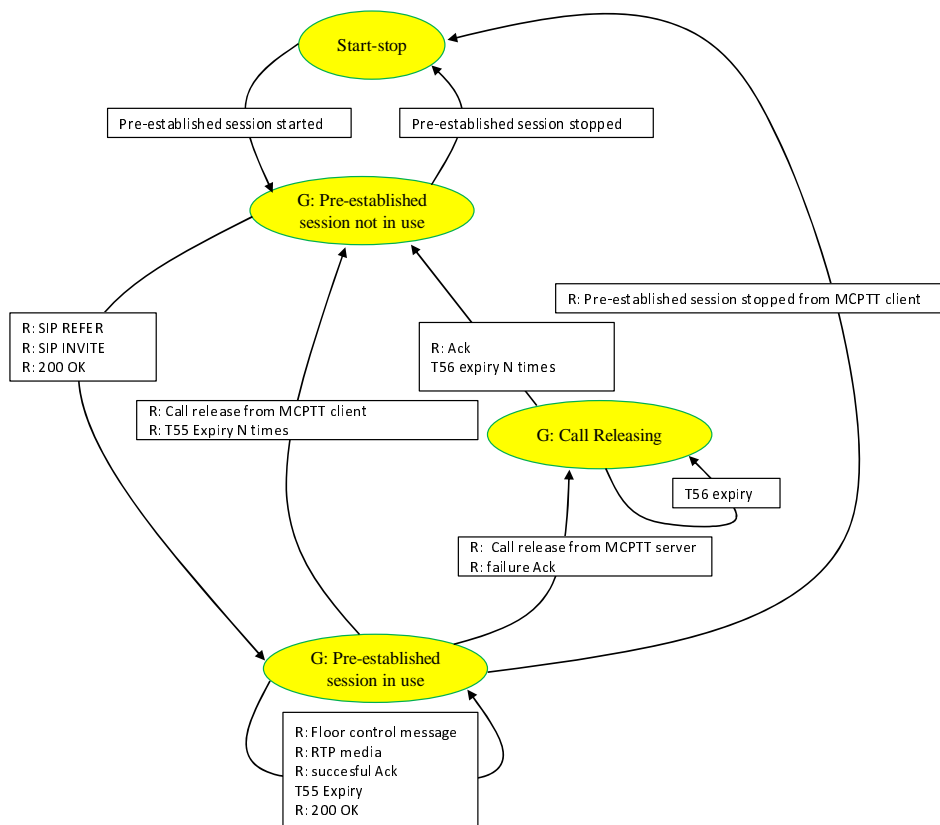 Start-stop
Pre-established session started
Pre-established session stopped
G: Pre-established
session not in use
R: Pre-established session stopped from MCPTT client
R: SIP REFER
R: SIP INVITE
R: 200 OK
R: Ack
T56 expiry N times
R: Call release from MCPTT client
R: T55 Expiry N times
G: Call Releasing
T56 expiry
R: Call release from MCPTT server
R: failure Ack
G: Pre-established
session in use
R: Floor control message
R: RTP media
R: succesful Ack
T55 Expiry
R: 200 OK